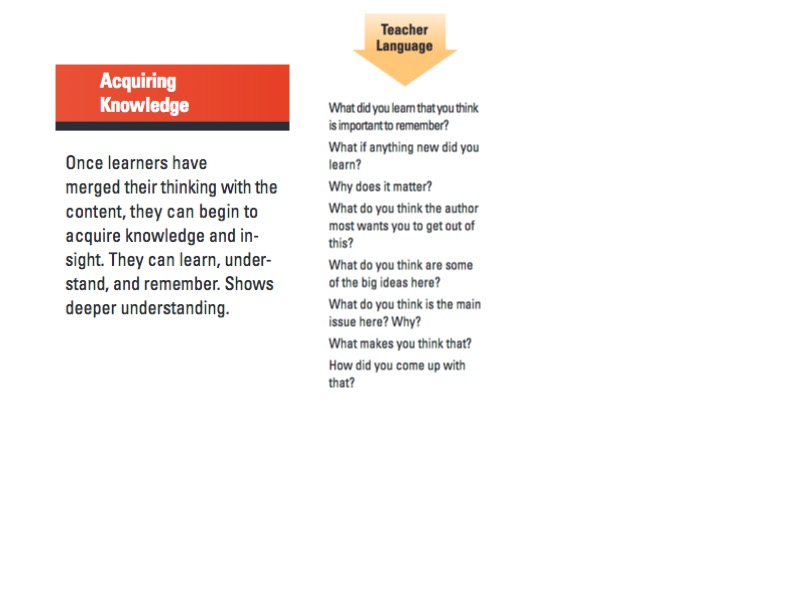 Acquiring
Knowledge
Once learners have
merged their thinking with the
content, they can begin to
acquire knowledge and in-
sight. They can learn, under-
stand, and remember. Shows
deeper understanding.
Teacher
Language
What did you learn that you think
is important to remember?
What if anything new did you
learn?
Why does it matter?
What do you think the author
most wants you to get out of
this?
What do you think are some
of the big ideas here?
What do you think is the main
issue here? Why?
What makes you think that?
How did you come up with
that?